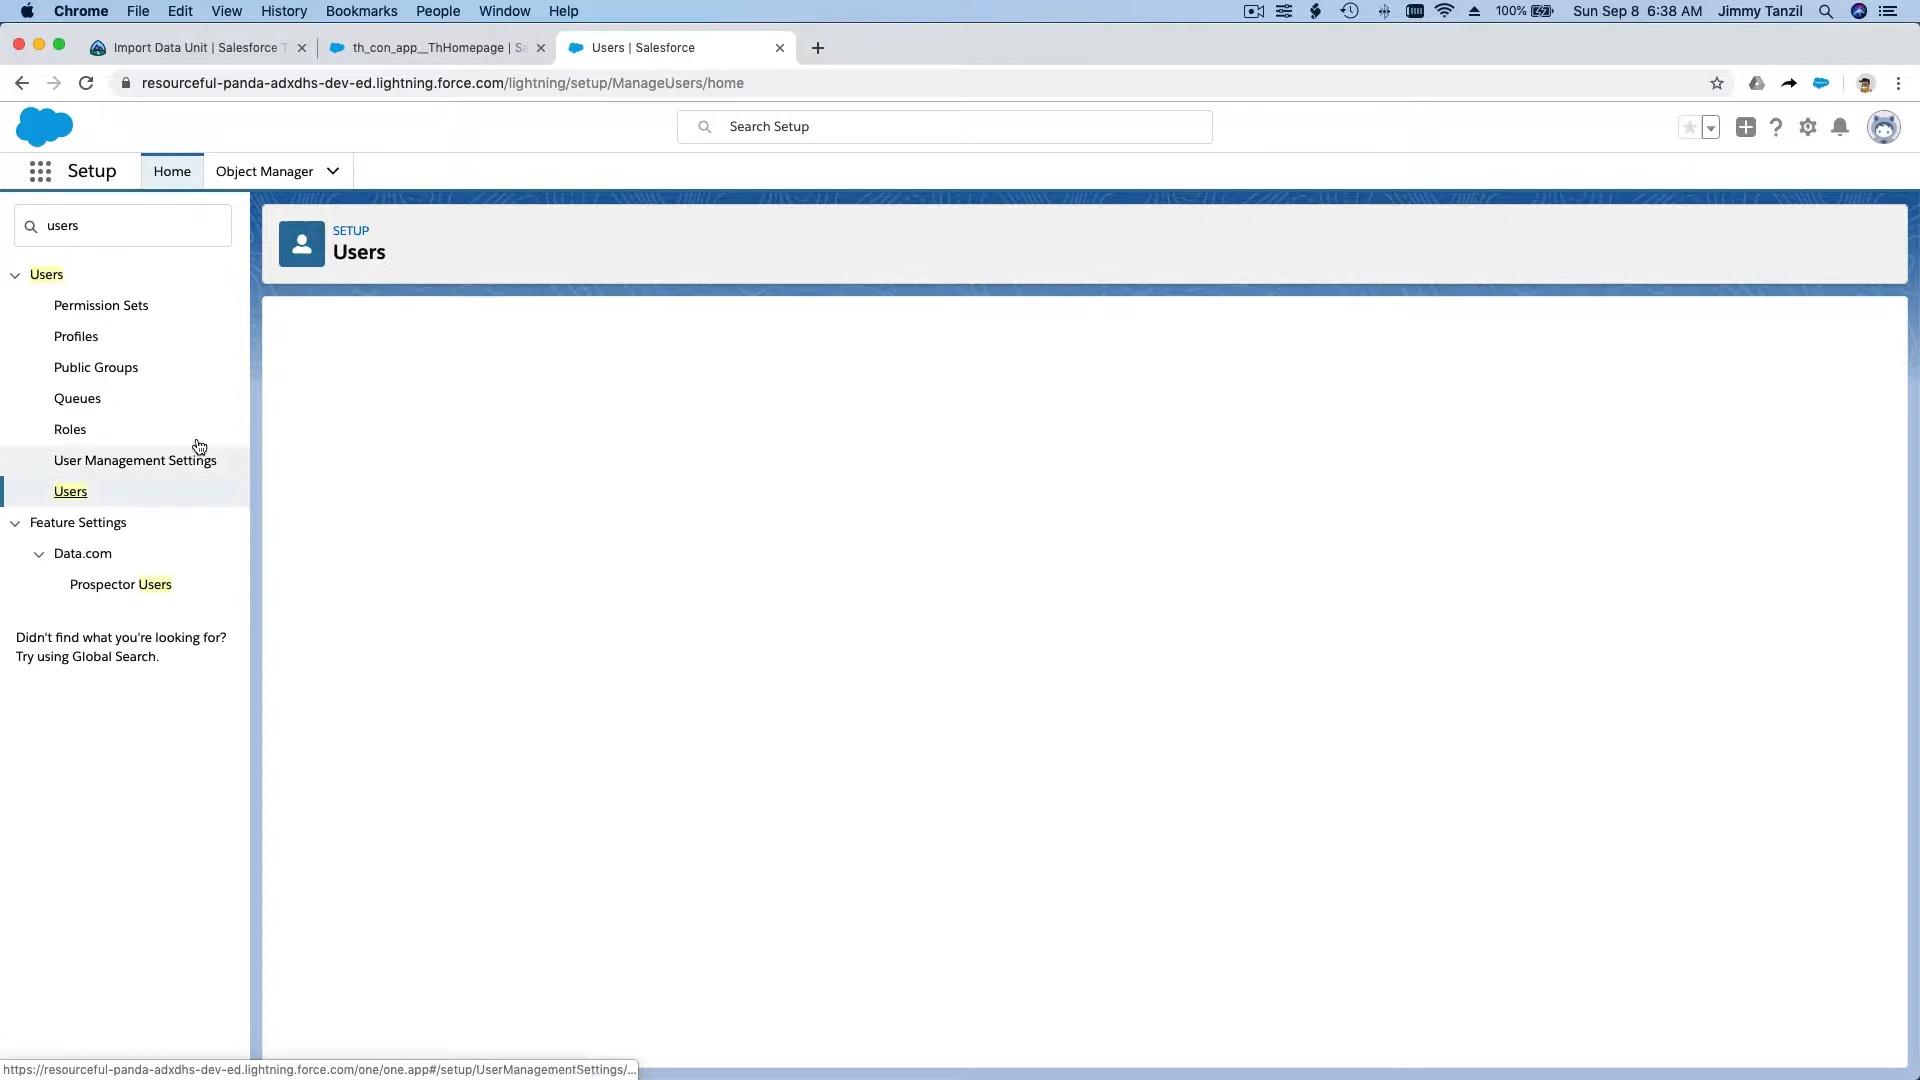 Chrome File Edit View History Bookmarks People Window Help 100% Sun Sep 8 6:38 AM Jimmy Tanzil
Import Data Unit | Salesforce T
th_con_app__ThHomepage | Sa
Users | Salesforce
resourceful-panda-adxdhs-dev-ed.lightning.force.com/lightning/setup/ManageUsers/home
Search Setup
Setup Home Object Manager
users
SETUP
Users
Users
Permission Sets
Profiles
Public Groups
Queues
Roles
User Management Settings
Users
Feature Settings
Data.com
Prospector Users
Didn't find what you're looking for?
Try using Global Search.
https://resourceful-panda-adxdhs-dev-ed.lightning.force.com/one/one.app#/setup/UserManagementSettings/...